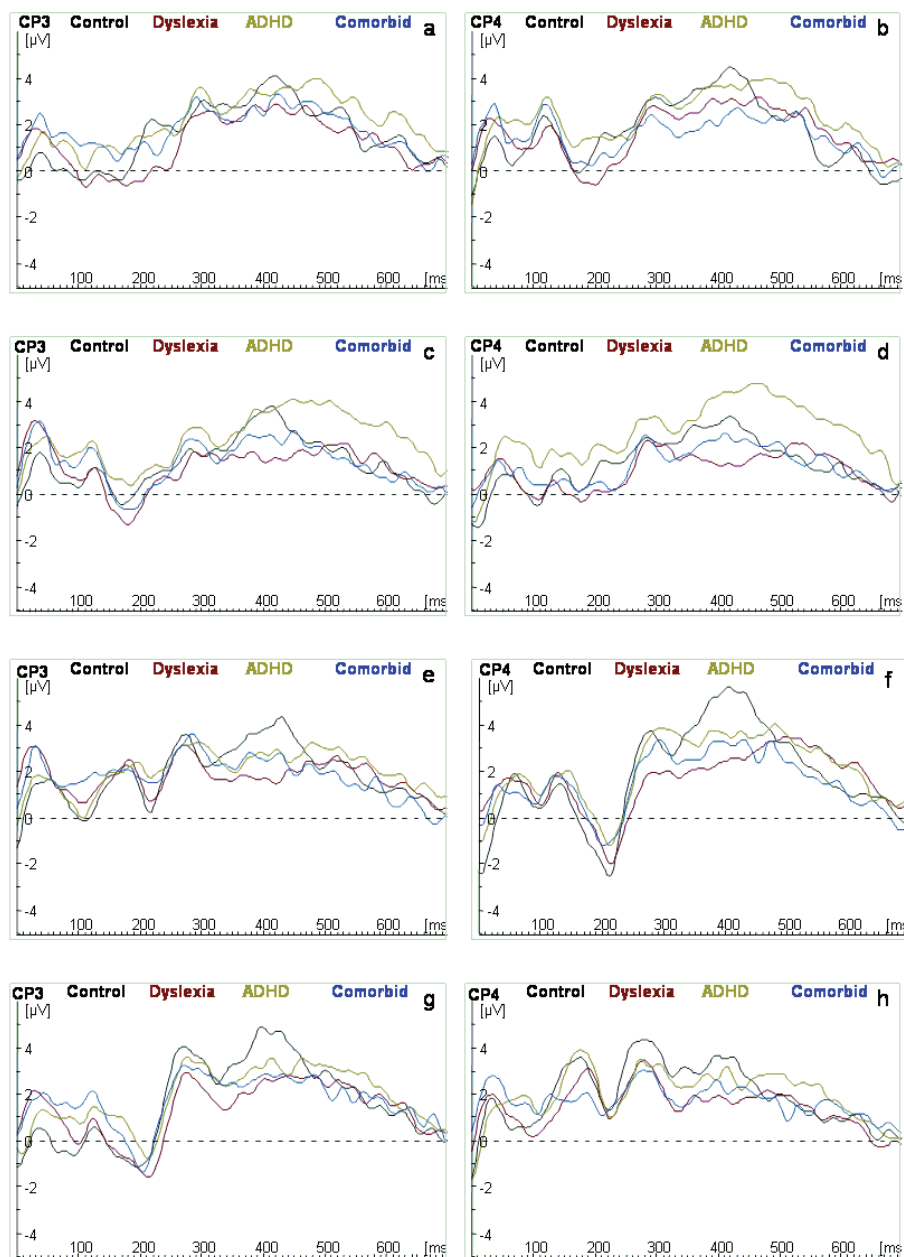 CP3 Control Dyslexia ADHD Comorbid a
[µV]
4
2
0
-2
-4
100 200 300 400 500 600 [ms
CP4 Control Dyslexia ADHD Comorbid b
[µV]
4
2
0
-2
-4
100 200 300 400 500 600 [ms
CP3 Control Dyslexia ADHD Comorbid c
[µV]
4
2
0
-2
-4
100 200 300 400 500 600 [ms
CP4 Control Dyslexia ADHD Comorbid d
[µV]
4
2
0
-2
-4
100 200 300 400 500 600 [ms
CP3 Control Dyslexia ADHD Comorbid e
[µV]
4
2
0
-2
-4
100 200 300 400 500 600 [ms
CP4 Control Dyslexia ADHD Comorbid f
[µV]
4
2
0
-2
-4
100 200 300 400 500 600 [ms
CP3 Control Dyslexia ADHD Comorbid g
[µV]
4
2
0
-2
-4
100 200 300 400 500 600 [ms
CP4 Control Dyslexia ADHD Comorbid h
[µV]
4
2
0
-2
-4
100 200 300 400 500 600 [ms